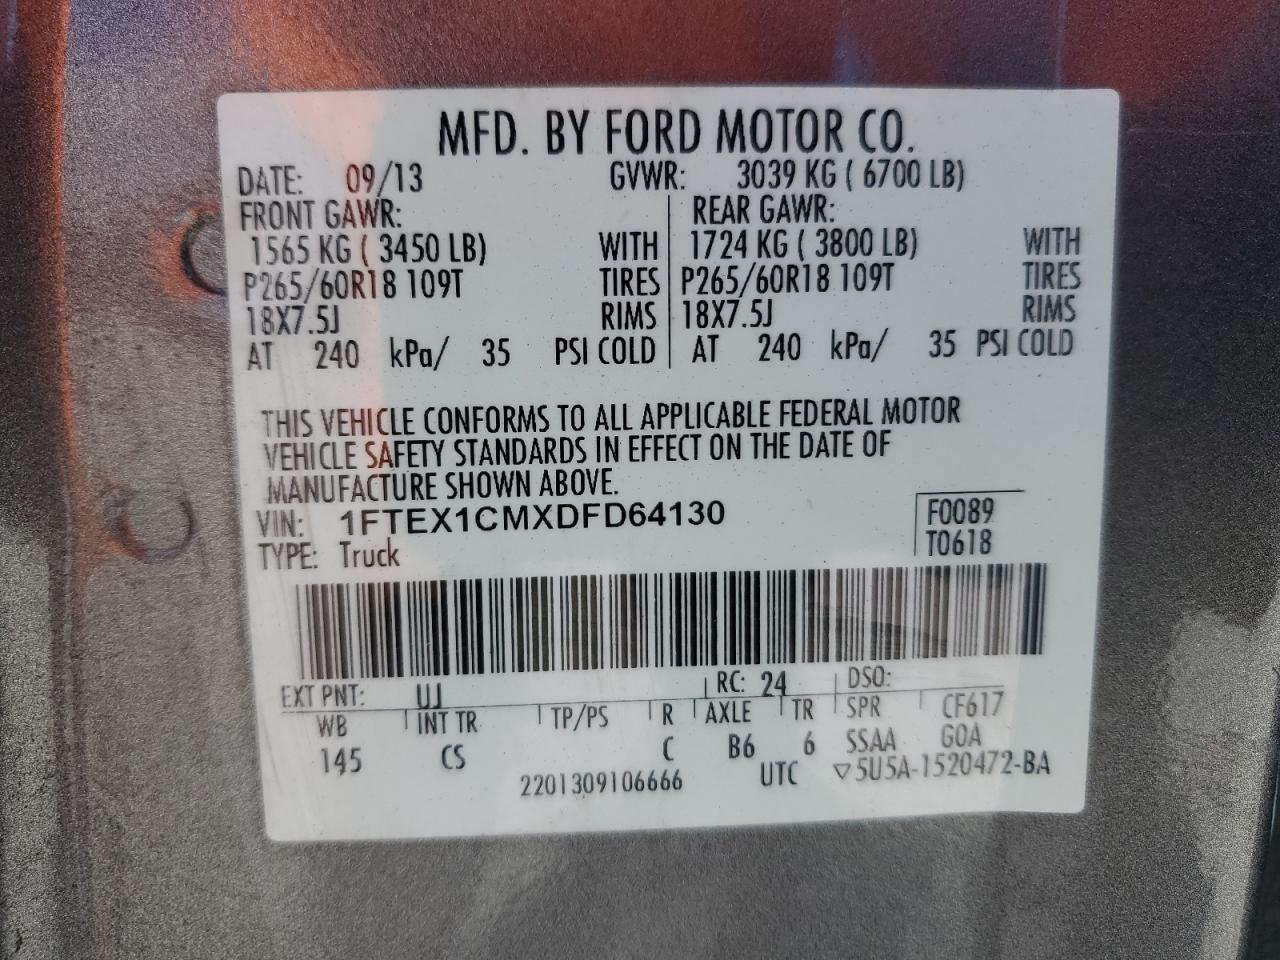 MFD. BY FORD MOTOR CO.
DATE: 09/13 GVWR: 3039 KG ( 6700 LB)
FRONT GAWR: REAR GAWR:
1565 KG ( 3450 LB) WITH 1724 KG ( 3800 LB) WITH
P265/60R18 109T TIRES P265/60R18 109T TIRES
18X7.5J RIMS 18X7.5J RIMS
AT 240 kPa/ 35 PSI COLD AT 240 kPa/ 35 PSI COLD
THIS VEHICLE CONFORMS TO ALL APPLICABLE FEDERAL MOTOR
VEHICLE SAFETY STANDARDS IN EFFECT ON THE DATE OF
MANUFACTURE SHOWN ABOVE.
VIN: 1FTEX1CMXDFD64130 F0089
TYPE: Truck T0618
EXT PNT: UJ RC: 24 DSO:
WB INT TR TP/PS R AXLE TR SPR CF617
145 CS C B6 6 SSAA GOA
2201309106666 UTC ▽5U5A-1520472-BA